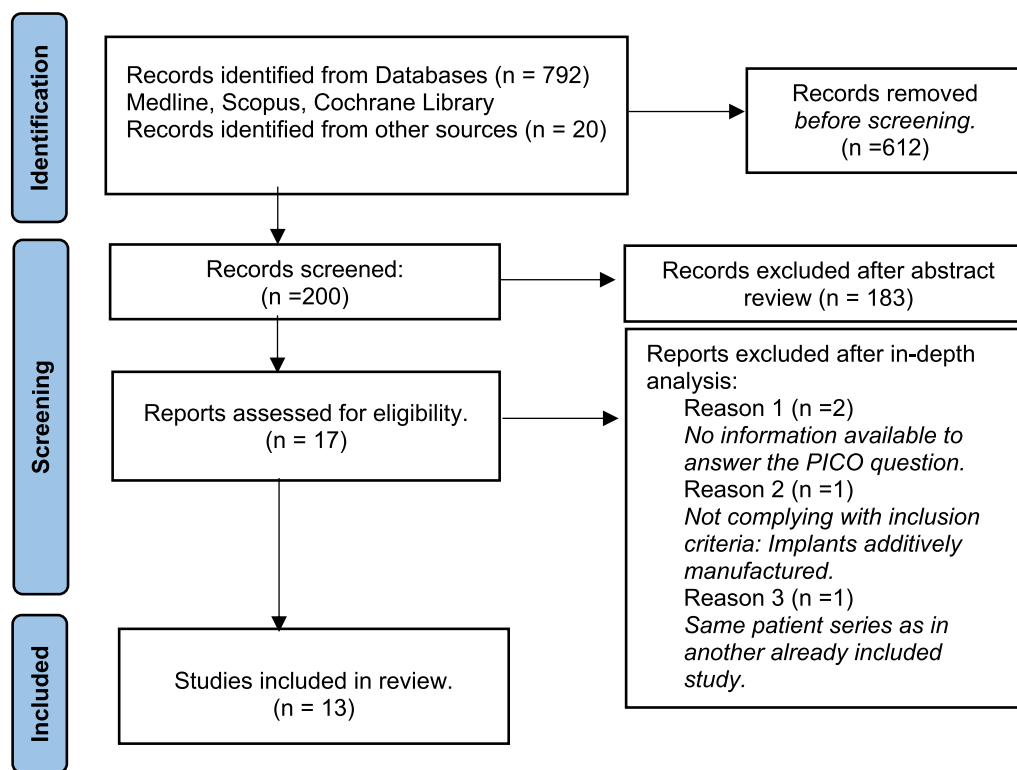 Identification
Records identified from Databases (n = 792)
Medline, Scopus, Cochrane Library
Records identified from other sources (n = 20)
Records removed
before screening.
(n =612)
Screening
Records screened:
(n =200)
Records excluded after abstract
review (n = 183)
Reports assessed for eligibility.
(n = 17)
Reports excluded after in-depth
analysis:
Reason 1 (n =2)
No information available to
answer the PICO question.
Reason 2 (n =1)
Not complying with inclusion
criteria: Implants additively
manufactured.
Reason 3 (n =1)
Same patient series as in
another already included
study.
Included
Studies included in review.
(n = 13)